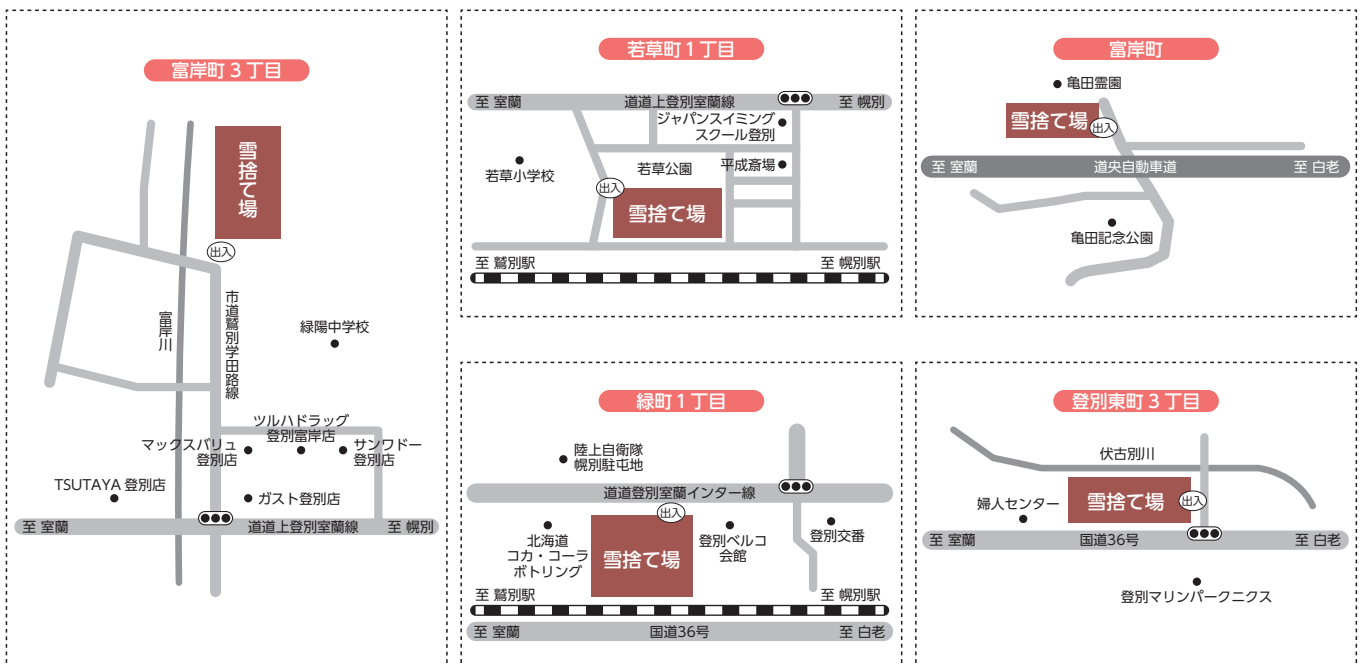 富岸町 3 丁目
雪捨て場
出入
市道鷲別学田路線
富岸川
緑陽中学校
ツルハドラッグ
登別富岸店
マックスバリュ
登別店
サンワドー
登別店
TSUTAYA 登別店
ガスト登別店
至 室蘭
道道上登別室蘭線
至 幌別
若草町 1 丁目
至 室蘭
道道上登別室蘭線
至 幌別
ジャパンスイミング
スクール登別
若草小学校
若草公園
平成斎場
出入
雪捨て場
至 鷲別駅
至 幌別駅
富岸町
亀田霊園
雪捨て場
出入
至 室蘭
道央自動車道
至 白老
亀田記念公園
緑町 1 丁目
陸上自衛隊
幌別駐屯地
道道登別室蘭インター線
出入
北海道
コカ・コーラ
ボトリング
雪捨て場
登別ベルコ
会館
登別交番
至 鷲別駅
至 幌別駅
至 室蘭
国道36号
至 白老
登別東町 3 丁目
伏古別川
婦人センター
雪捨て場
出入
至 室蘭
国道36号
至 白老
登別マリンパークニクス